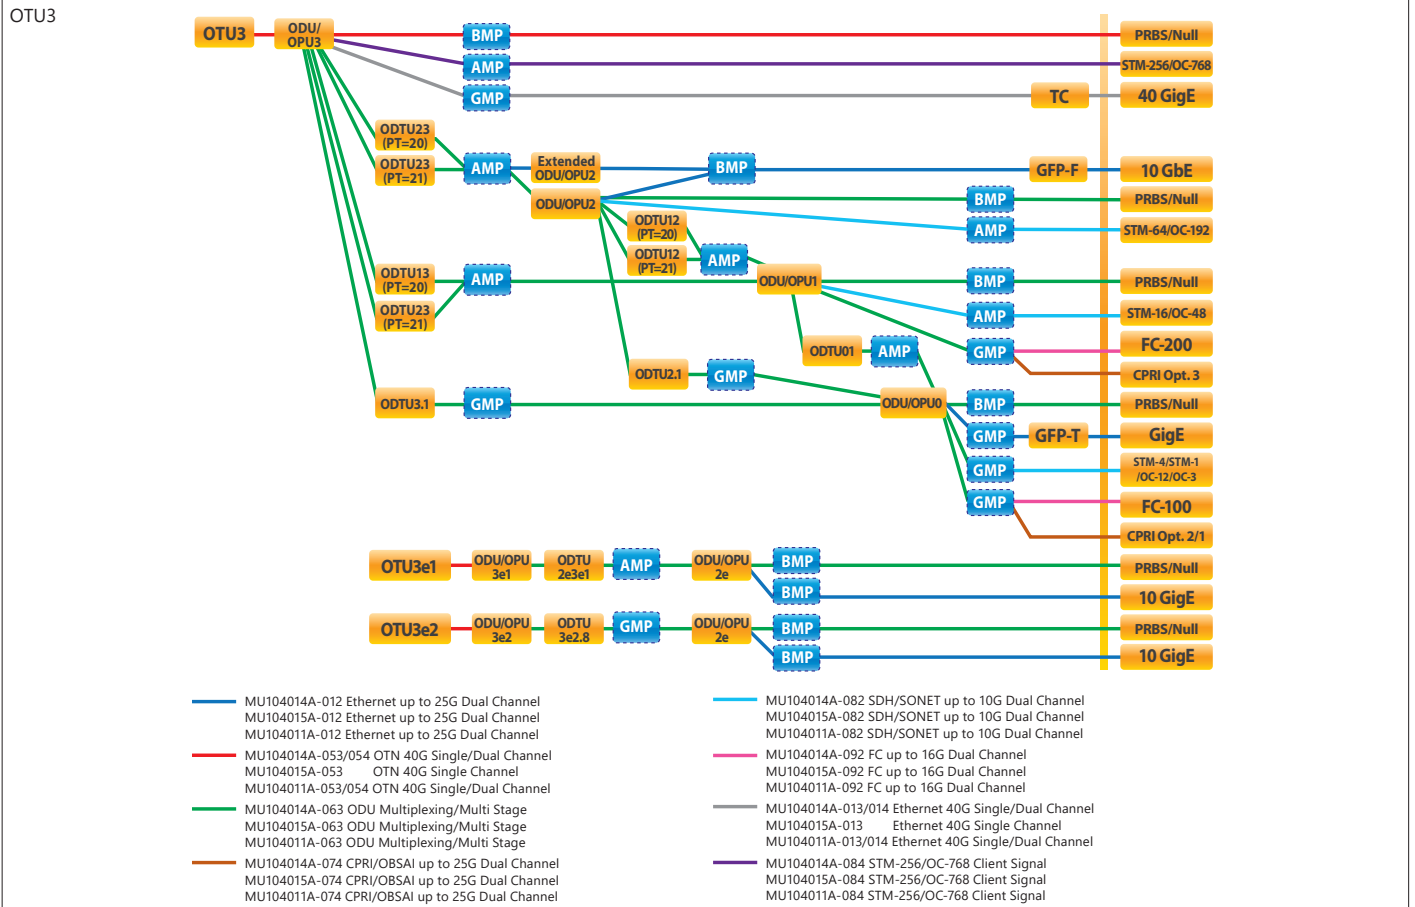 OTU3
OTU3
ODU/
OPU3
BMP
PRBS/Null
AMP
STM-256/OC-768
GMP
TC
40 GigE
ODTU23
(PT=20)
ODTU23
(PT=21)
AMP
Extended
ODU/OPU2
BMP
GFP-F
10 GbE
ODU/OPU2
BMP
PRBS/Null
ODTU12
(PT=20)
AMP
STM-64/OC-192
ODTU12
(PT=21)
AMP
ODTU13
(PT=20)
AMP
ODU/OPU1
BMP
PRBS/Null
ODTU23
(PT=21)
AMP
STM-16/OC-48
ODTU01
AMP
GMP
FC-200
ODTU2.1
GMP
CPRI Opt. 3
ODTU3.1
GMP
ODU/OPU0
BMP
PRBS/Null
GMP
GFP-T
GigE
GMP
STM-4/STM-1
/OC-12/OC-3
GMP
FC-100
CPRI Opt. 2/1
OTU3e1
ODU/OPU
3e1
ODTU
2e3e1
AMP
ODU/OPU
2e
BMP
PRBS/Null
BMP
10 GigE
OTU3e2
ODU/OPU
3e2
ODTU
3e2.8
GMP
ODU/OPU
2e
BMP
PRBS/Null
BMP
10 GigE
MU104014A-012 Ethernet up to 25G Dual Channel
MU104015A-012 Ethernet up to 25G Dual Channel
MU104011A-012 Ethernet up to 25G Dual Channel
MU104014A-053/054 OTN 40G Single/Dual Channel
MU104015A-053 OTN 40G Single Channel
MU104011A-053/054 OTN 40G Single/Dual Channel
MU104014A-063 ODU Multiplexing/Multi Stage
MU104015A-063 ODU Multiplexing/Multi Stage
MU104011A-063 ODU Multiplexing/Multi Stage
MU104014A-074 CPRI/OBSAI up to 25G Dual Channel
MU104015A-074 CPRI/OBSAI up to 25G Dual Channel
MU104011A-074 CPRI/OBSAI up to 25G Dual Channel
MU104014A-082 SDH/SONET up to 10G Dual Channel
MU104015A-082 SDH/SONET up to 10G Dual Channel
MU104011A-082 SDH/SONET up to 10G Dual Channel
MU104014A-092 FC up to 16G Dual Channel
MU104015A-092 FC up to 16G Dual Channel
MU104011A-092 FC up to 16G Dual Channel
MU104014A-013/014 Ethernet 40G Single/Dual Channel
MU104015A-013 Ethernet 40G Single Channel
MU104011A-013/014 Ethernet 40G Single/Dual Channel
MU104014A-084 STM-256/OC-768 Client Signal
MU104015A-084 STM-256/OC-768 Client Signal
MU104011A-084 STM-256/OC-768 Client Signal